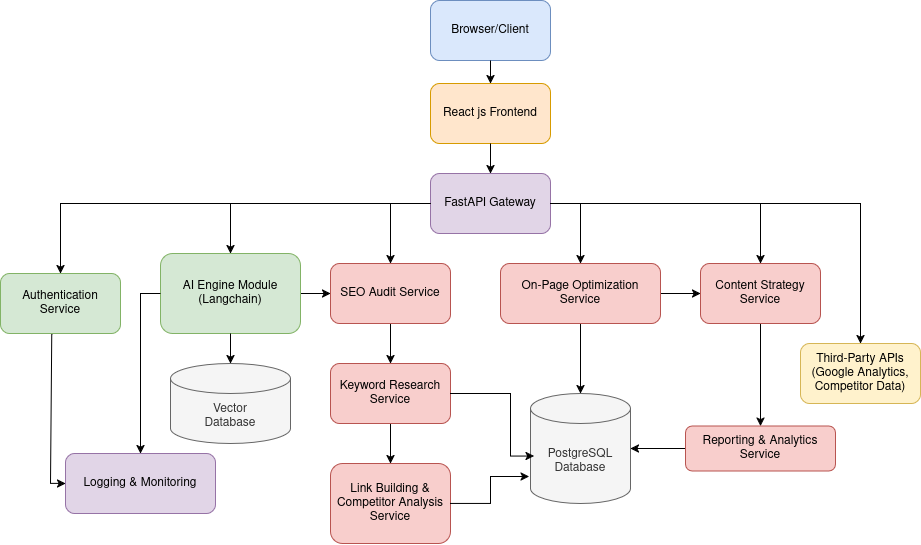 Browser/Client
React js Frontend
FastAPI Gateway
Authentication
Service
AI Engine Module
(Langchain)
SEO Audit Service
On-Page Optimization
Service
Content Strategy
Service
Third-Party APIs
(Google Analytics,
Competitor Data)
Vector
Database
Keyword Research
Service
PostgreSQL
Database
Reporting & Analytics
Service
Logging & Monitoring
Link Building &
Competitor Analysis
Service